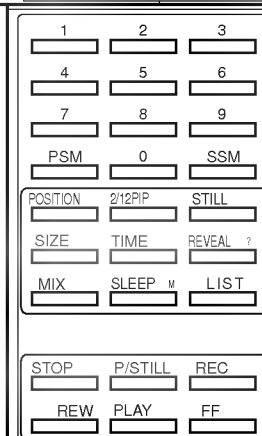 1 2 3
4 5 6
7 8 9
PSM 0 SSM
POSITION 2/12PIP STILL
SIZE TIME REVEAL ?
MIX SLEEP M LIST
STOP P/STILL REC
REW PLAY FF